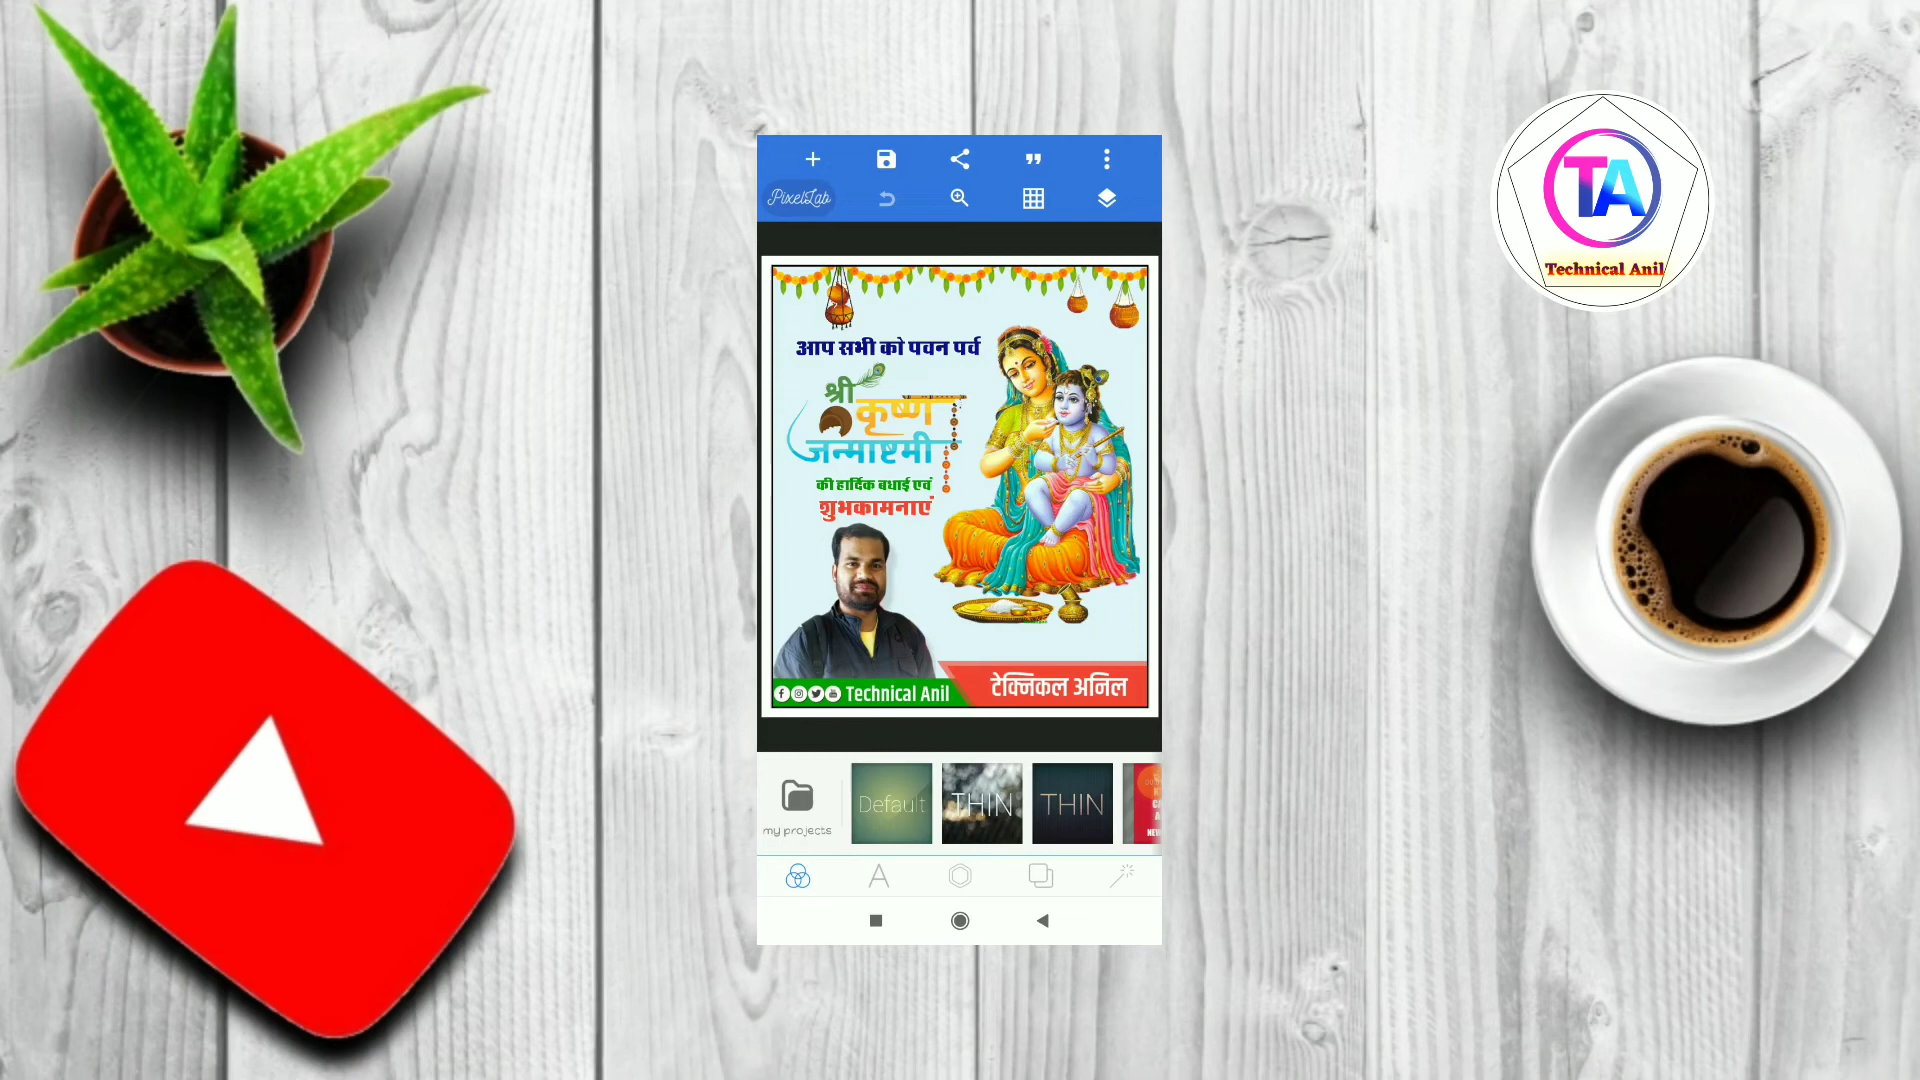 PixelLab
आप सभी को पवन पर्व
श्री
कृष्ण
जन्माष्टमी
की हार्दिक बधाई एवं
शुभकामनाएं
Technical Anil
टेक्निकल अनिल
my projects
Default
THIN
THIN
TA
Technical Anil